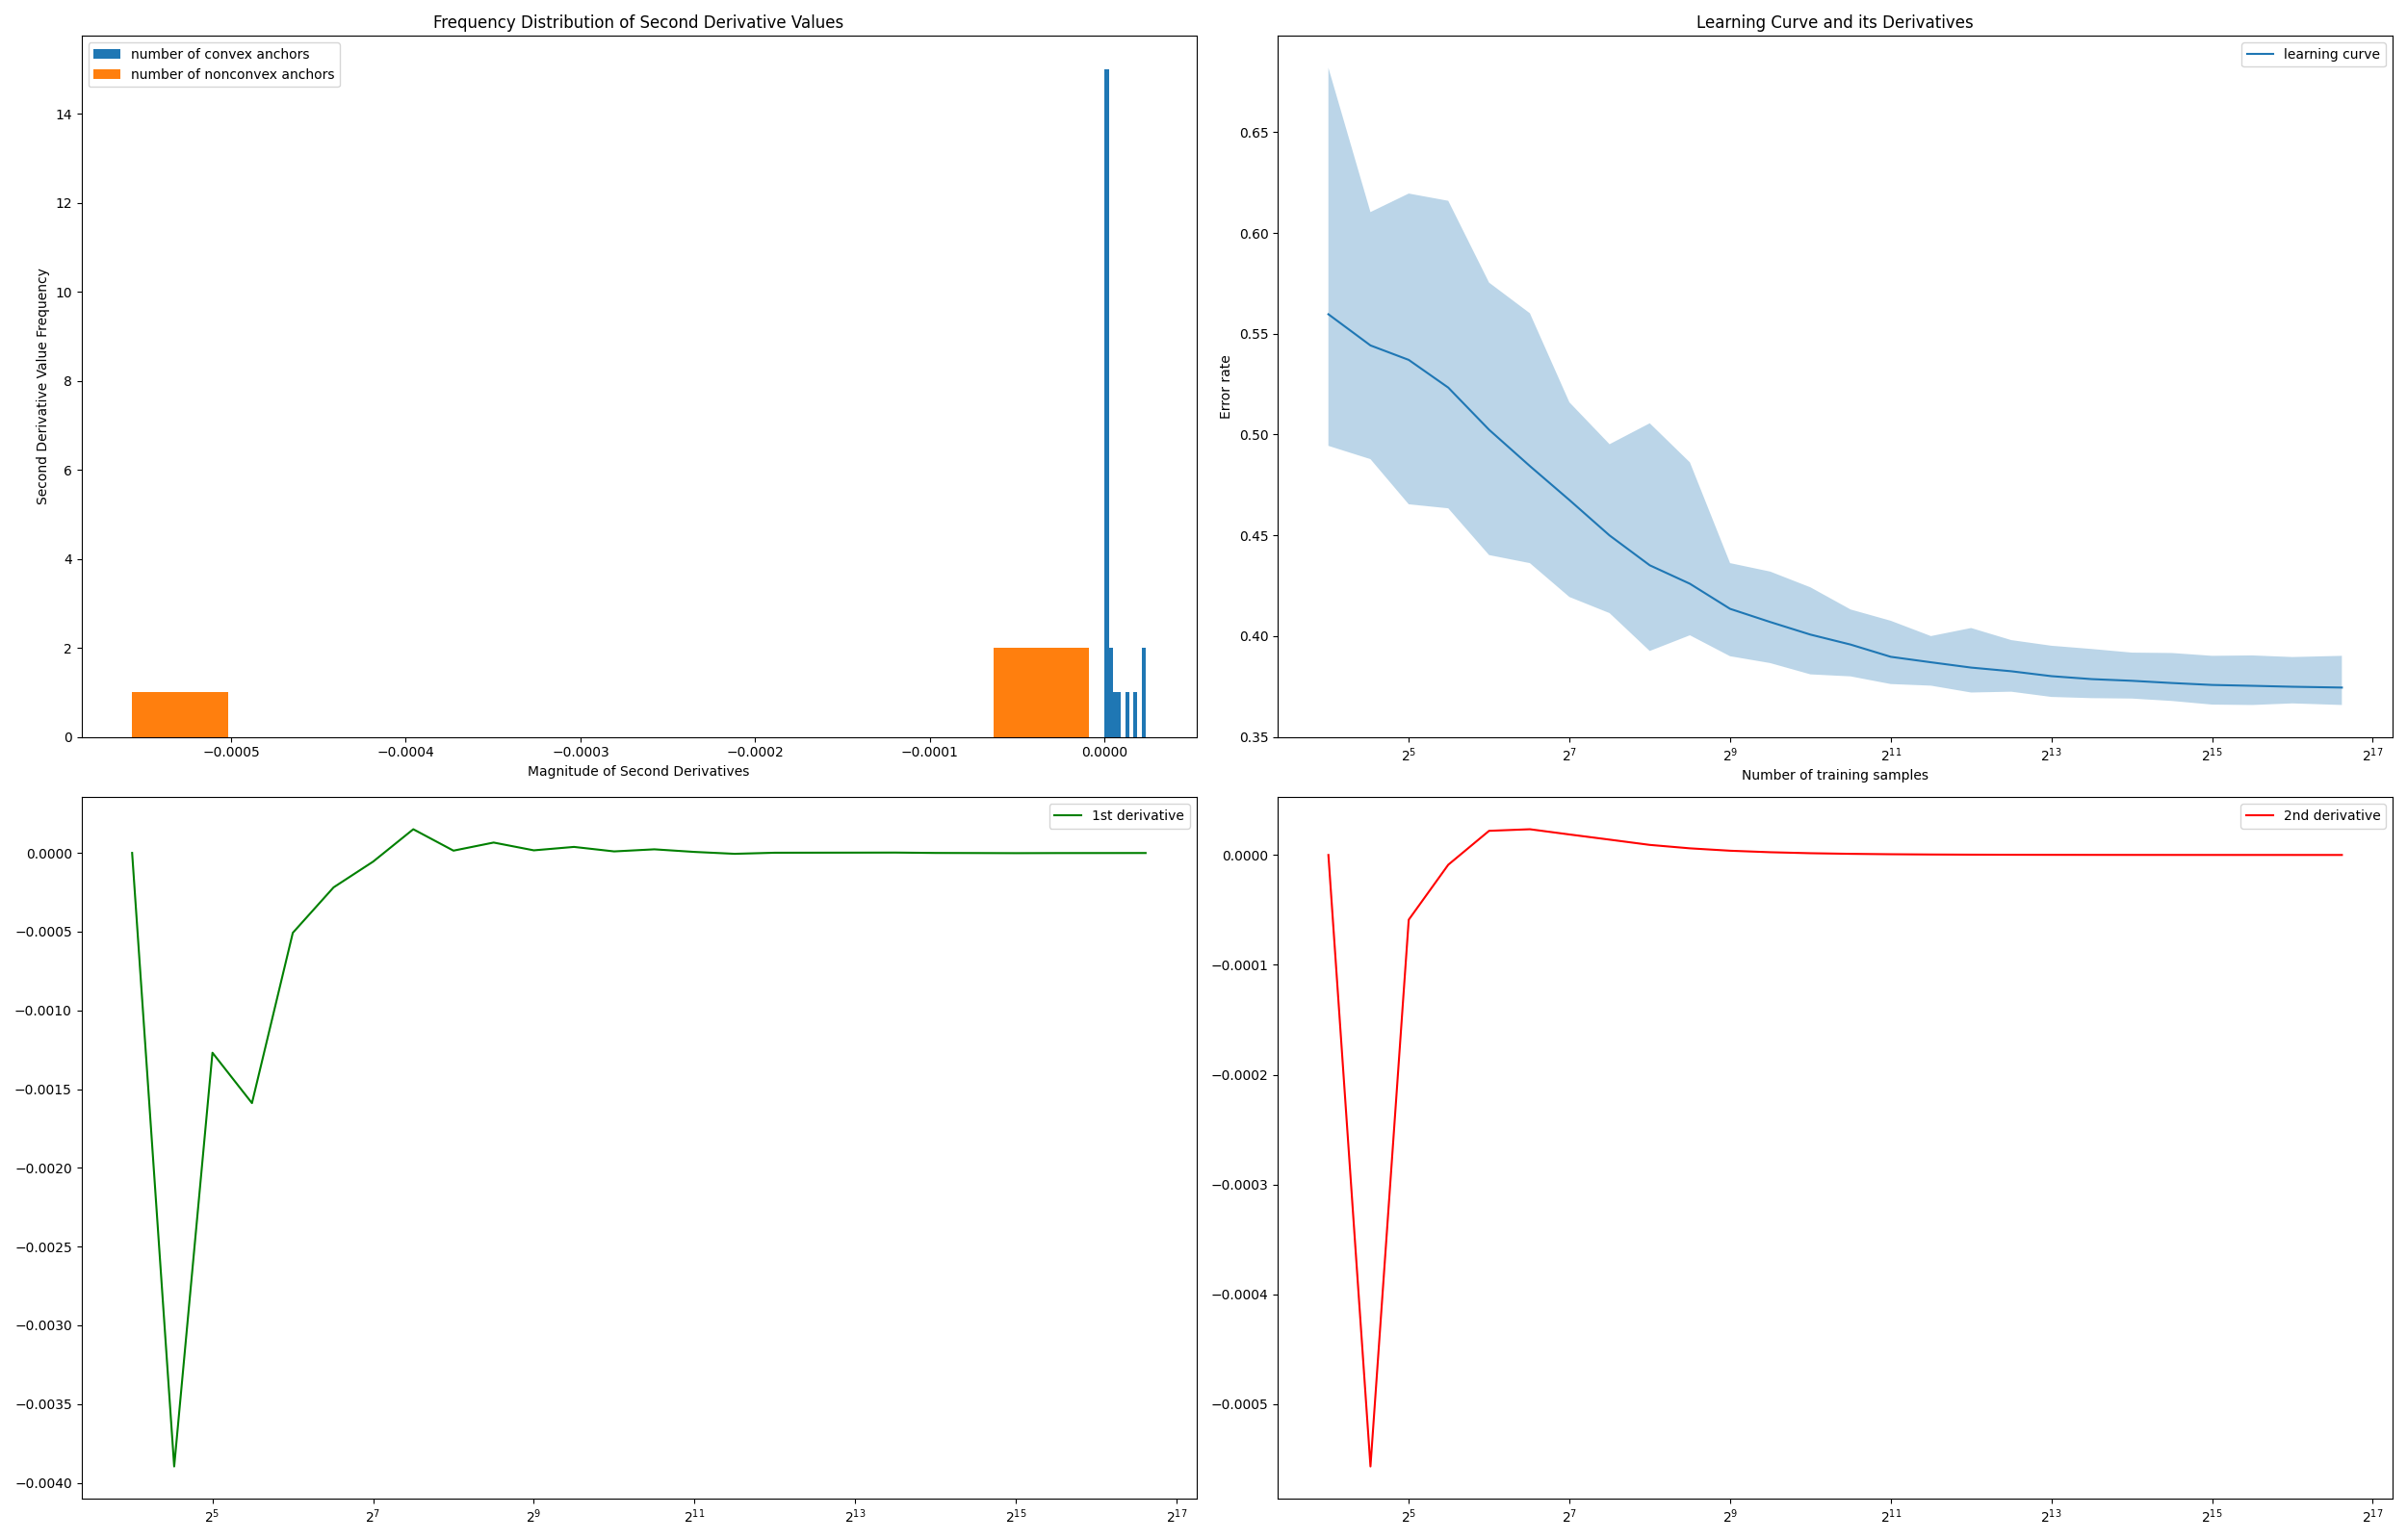 Frequency Distribution of Second Derivative Values
number of convex anchors
number of nonconvex anchors
14
12
10
8
6
4
2
0
Second Derivative Value Frequency
−0.0005 −0.0004 −0.0003 −0.0002 −0.0001 0.0000
Magnitude of Second Derivatives
Learning Curve and its Derivatives
learning curve
0.65
0.60
0.55
0.50
0.45
0.40
0.35
Error rate
2^5 2^7 2^9 2^11 2^13 2^15 2^17
Number of training samples
1st derivative
0.0000
−0.0005
−0.0010
−0.0015
−0.0020
−0.0025
−0.0030
−0.0035
−0.0040
2^5 2^7 2^9 2^11 2^13 2^15 2^17
2nd derivative
0.0000
−0.0001
−0.0002
−0.0003
−0.0004
−0.0005
2^5 2^7 2^9 2^11 2^13 2^15 2^17